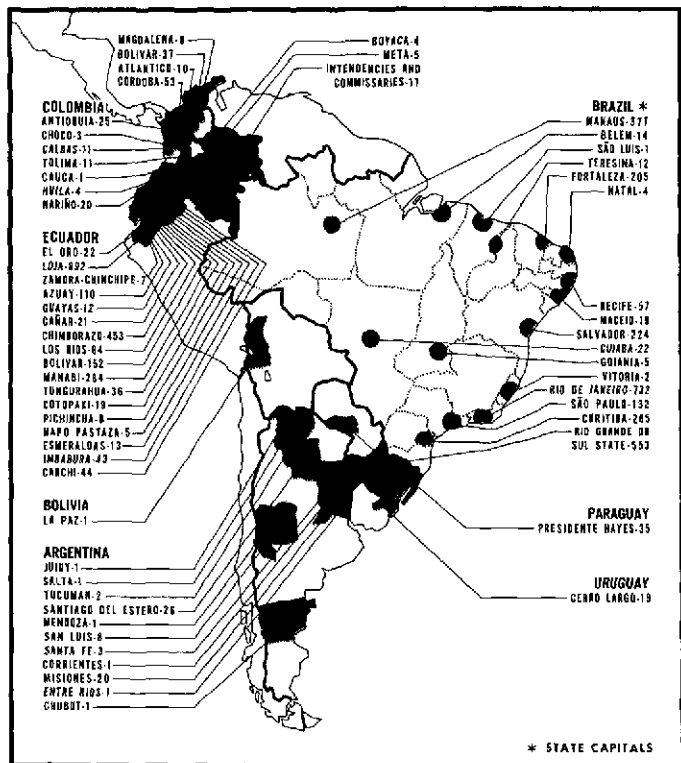 MAGDALENA-8
BOLIVAR-37
ATLANTICO-10
CORDOBA-53
BOYACA-4
META-5
INTENDENCIES AND
COMMISSARIES-17
COLOMBIA
ANTIOQUIA-25
CHOCO-3
CALDAS-11
TOLIMA-11
CAUCA-1
HUILA-4
NARIÑO-20
ECUADOR
EL ORO-22
LOJA-892
ZAMORA-CHINCHIPE-7
AZUAY-110
GUAYAS-12
CAÑAR-21
CHIMBORAZO-453
LOS RIOS-84
BOLIVAR-152
MANABI-264
TUNGURAHUA-36
COTOPAXI-19
PICHINCHA-8
NAPO PASTAZA-5
ESMERALDAS-13
IMBABURA-43
CARCHI-44
BOLIVIA
LA PAZ-1
ARGENTINA
JUJUY-1
SALTA-1
TUCUMAN-2
SANTIAGO DEL ESTERO-26
MENDOZA-1
SAN LUIS-8
SANTA FE-3
CORRIENTES-1
MISIONES-20
ENTRE RIOS-1
CHUBUT-1
BRAZIL *
MANAUS-377
BELEM-14
SÃO LUIS-1
TERESINA-12
FORTALEZA-205
NATAL-4
RECIFE-57
MACEIO-18
SALVADOR-224
CUIABA-22
GOIANIA-5
VITORIA-2
RIO DE JANEIRO-732
SÃO PAULO-132
CURITIBA-265
RIO GRANDE DO
SUL STATE-553
PARAGUAY
PRESIDENTE HAYES-35
URUGUAY
CERRO LARGO-19
* STATE CAPITALS